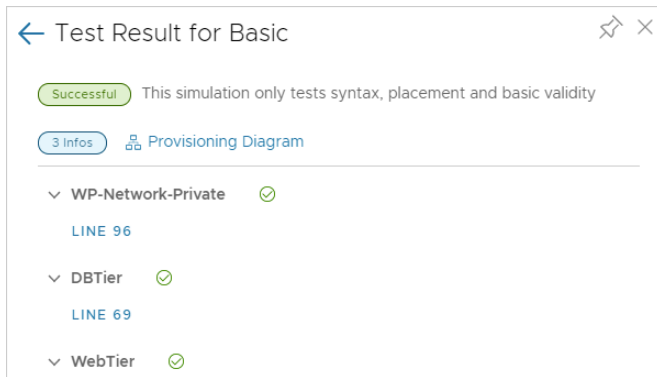 Test Result for Basic
Successful This simulation only tests syntax, placement and basic validity
3 Infos Provisioning Diagram
WP-Network-Private
LINE 96
DBTier
LINE 69
WebTier